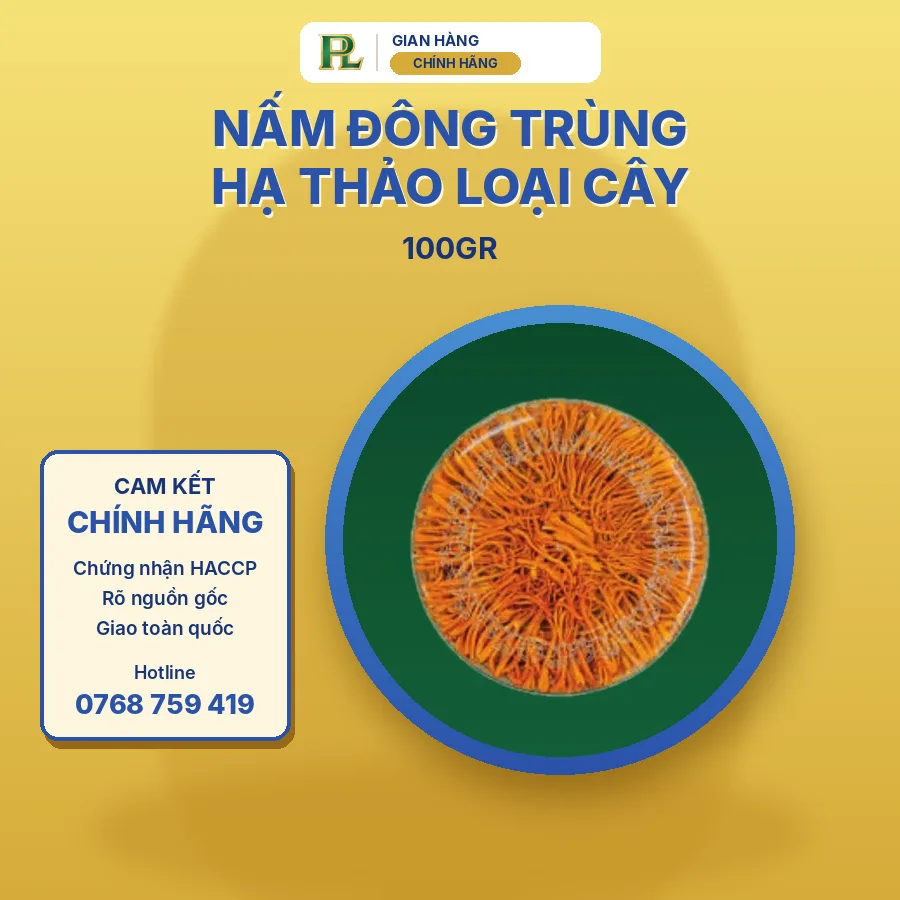 PL
GIAN HÀNG
CHÍNH HÃNG
NẤM ĐÔNG TRÙNG
HẠ THẢO LOẠI CÂY
100GR
CAM KẾT
CHÍNH HÃNG
Chứng nhận HACCP
Rõ nguồn gốc
Giao toàn quốc
Hotline
0768 759 419